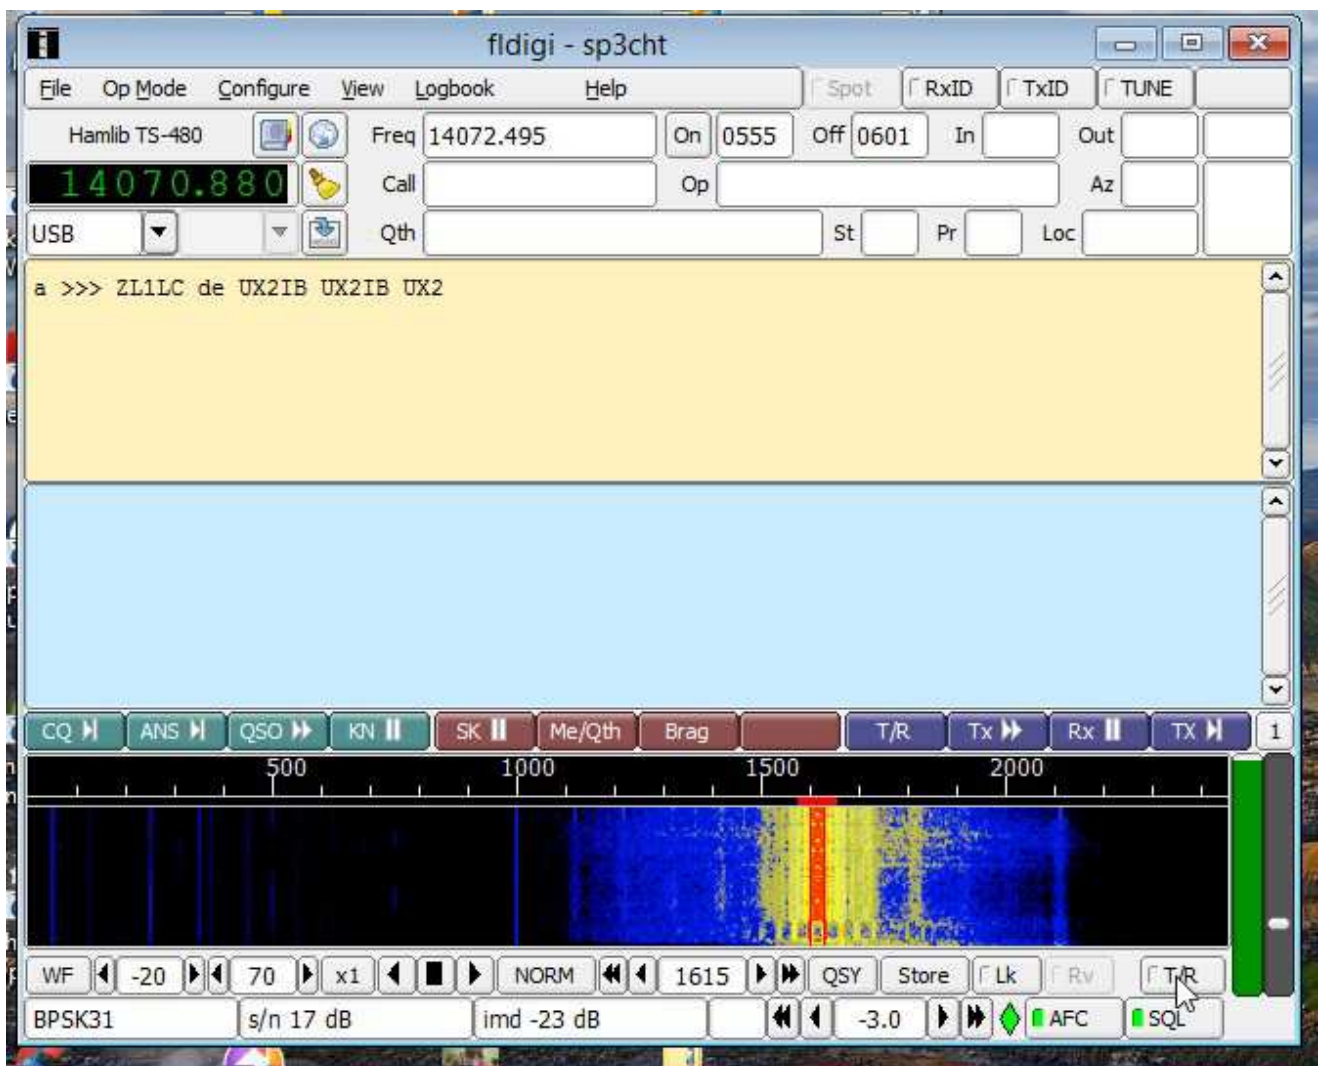 fldigi - sp3cht
File Op Mode Configure View Logbook Help Spot RxID TxID TUNE
Hamlib TS-480 Freq 14072.495 On 0555 Off 0601 In Out
14070.880 Call Op Az
USB Qth St Pr Loc
a >>> ZL1LC de UX2IB UX2IB UX2
CQ ANS QSO KN SK Me/Qth Brag T/R Tx Rx TX 1
500 1000 1500 2000
WF -20 70 x1 NORM 1615 QSY Store Lk Rv T/R
BPSK31 s/n 17 dB imd -23 dB -3.0 AFC SQL